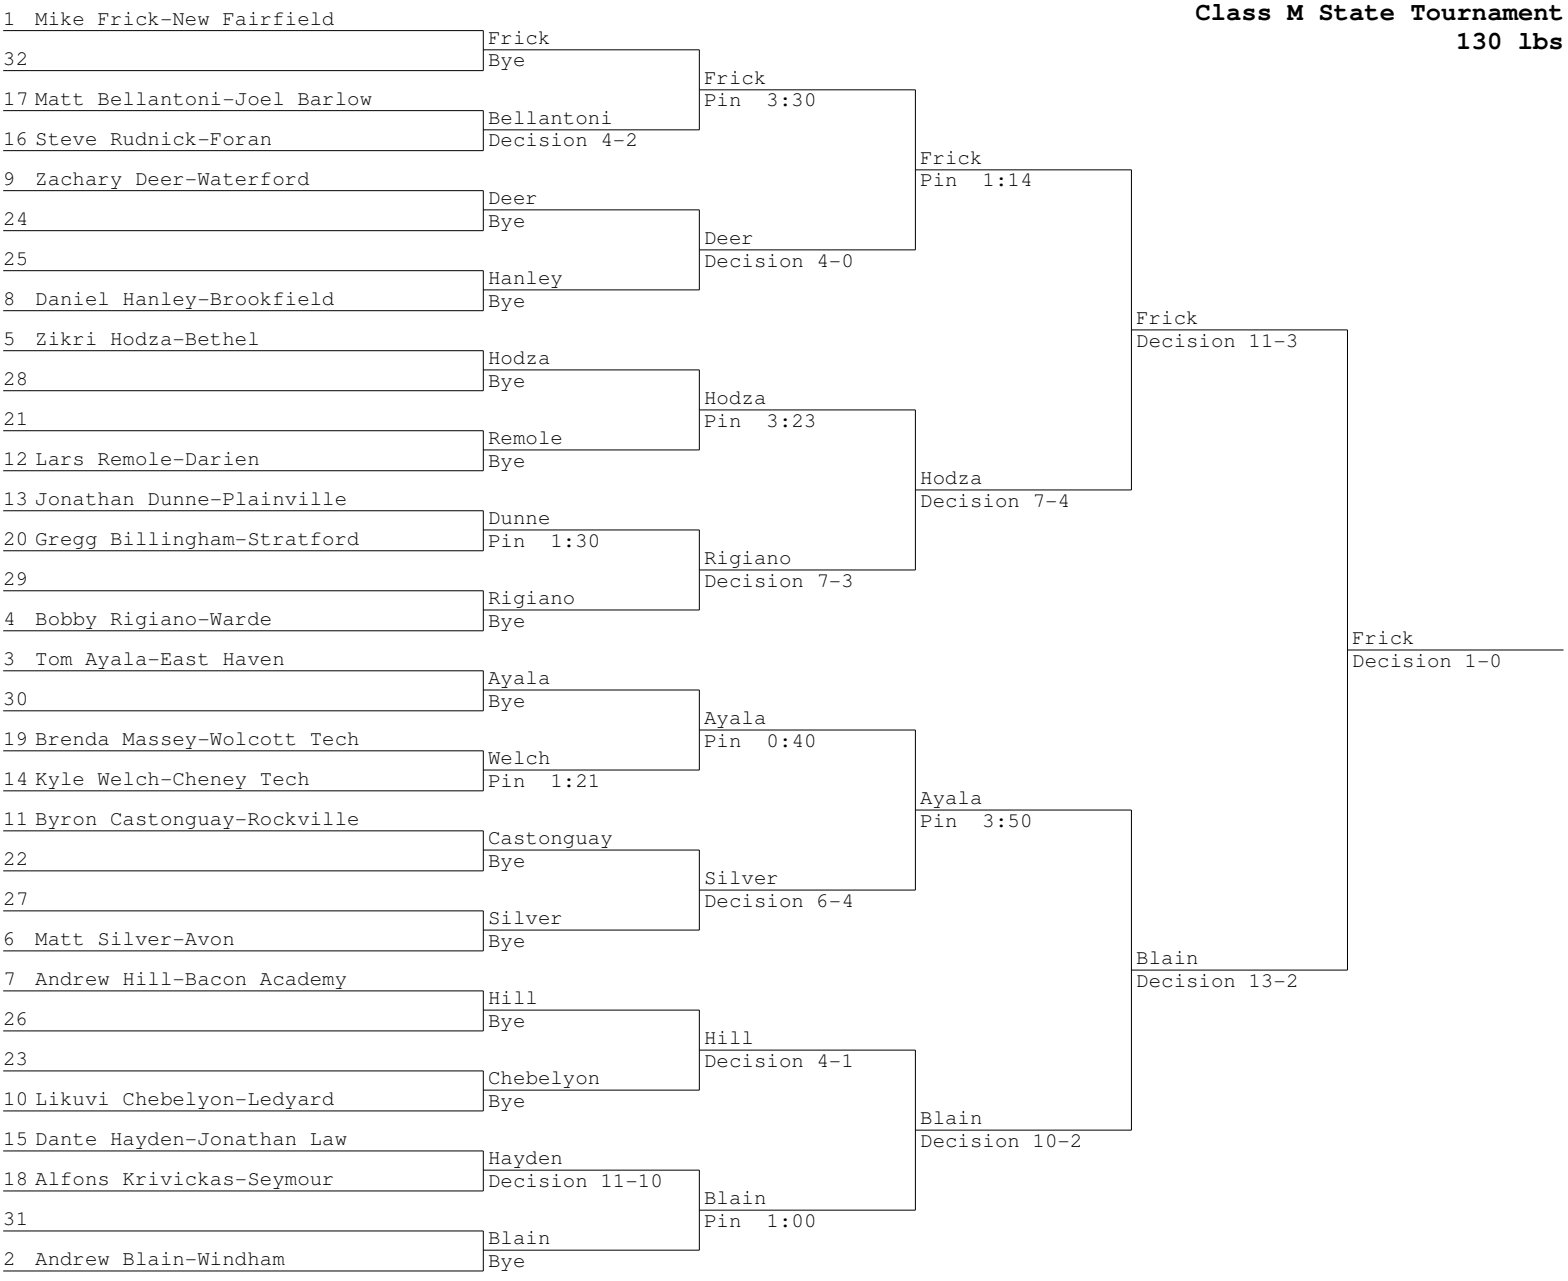 Class M State Tournament
130 lbs
1 Mike Frick-New Fairfield
32
17 Matt Bellantoni-Joel Barlow
16 Steve Rudnick-Foran
9 Zachary Deer-Waterford
24
25
8 Daniel Hanley-Brookfield
5 Zikri Hodza-Bethel
28
21
12 Lars Remole-Darien
13 Jonathan Dunne-Plainville
20 Gregg Billingham-Stratford
29
4 Bobby Rigiano-Warde
3 Tom Ayala-East Haven
30
19 Brenda Massey-Wolcott Tech
14 Kyle Welch-Cheney Tech
11 Byron Castonguay-Rockville
22
27
6 Matt Silver-Avon
7 Andrew Hill-Bacon Academy
26
23
10 Likuvi Chebelyon-Ledyard
15 Dante Hayden-Jonathan Law
18 Alfons Krivickas-Seymour
31
2 Andrew Blain-Windham
Frick
Bye
Bellantoni
Decision 4-2
Deer
Bye
Hanley
Bye
Hodza
Bye
Remole
Bye
Dunne
Pin 1:30
Rigiano
Bye
Ayala
Bye
Welch
Pin 1:21
Castonguay
Bye
Silver
Bye
Hill
Bye
Chebelyon
Bye
Hayden
Decision 11-10
Blain
Bye
Frick
Pin 3:30
Deer
Decision 4-0
Hodza
Pin 3:23
Rigiano
Decision 7-3
Ayala
Pin 0:40
Silver
Decision 6-4
Hill
Decision 4-1
Blain
Pin 1:00
Frick
Pin 1:14
Hodza
Decision 7-4
Ayala
Pin 3:50
Blain
Decision 10-2
Frick
Decision 11-3
Blain
Decision 13-2
Frick
Decision 1-0